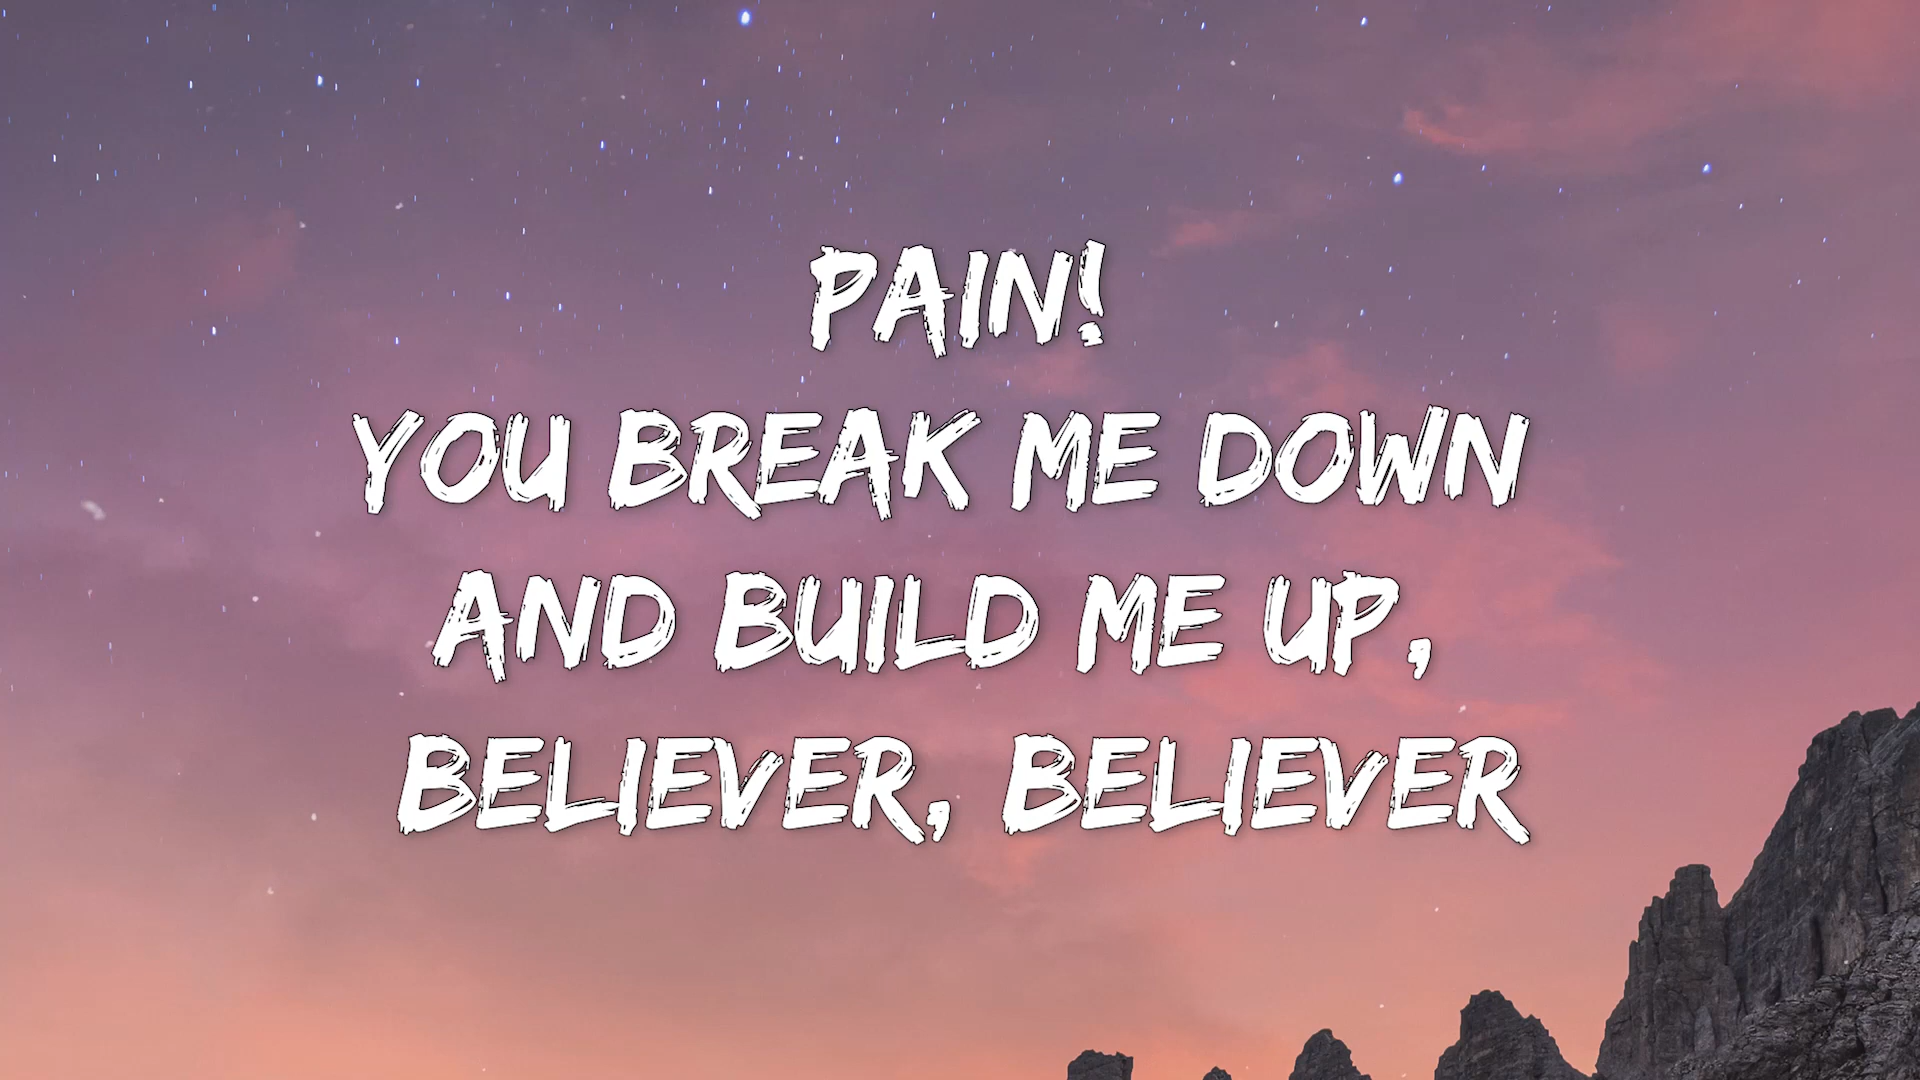 PAIN!
YOU BREAK ME DOWN
AND BUILD ME UP,
BELIEVER, BELIEVER